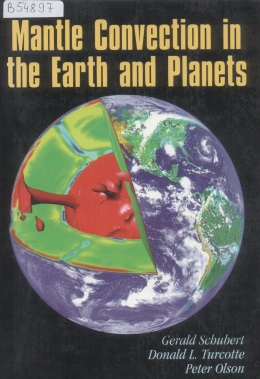 B54897
Mantle Convection in
the Earth and Planets
Gerald Schubert
Donald L. Turcotte
Peter Olson